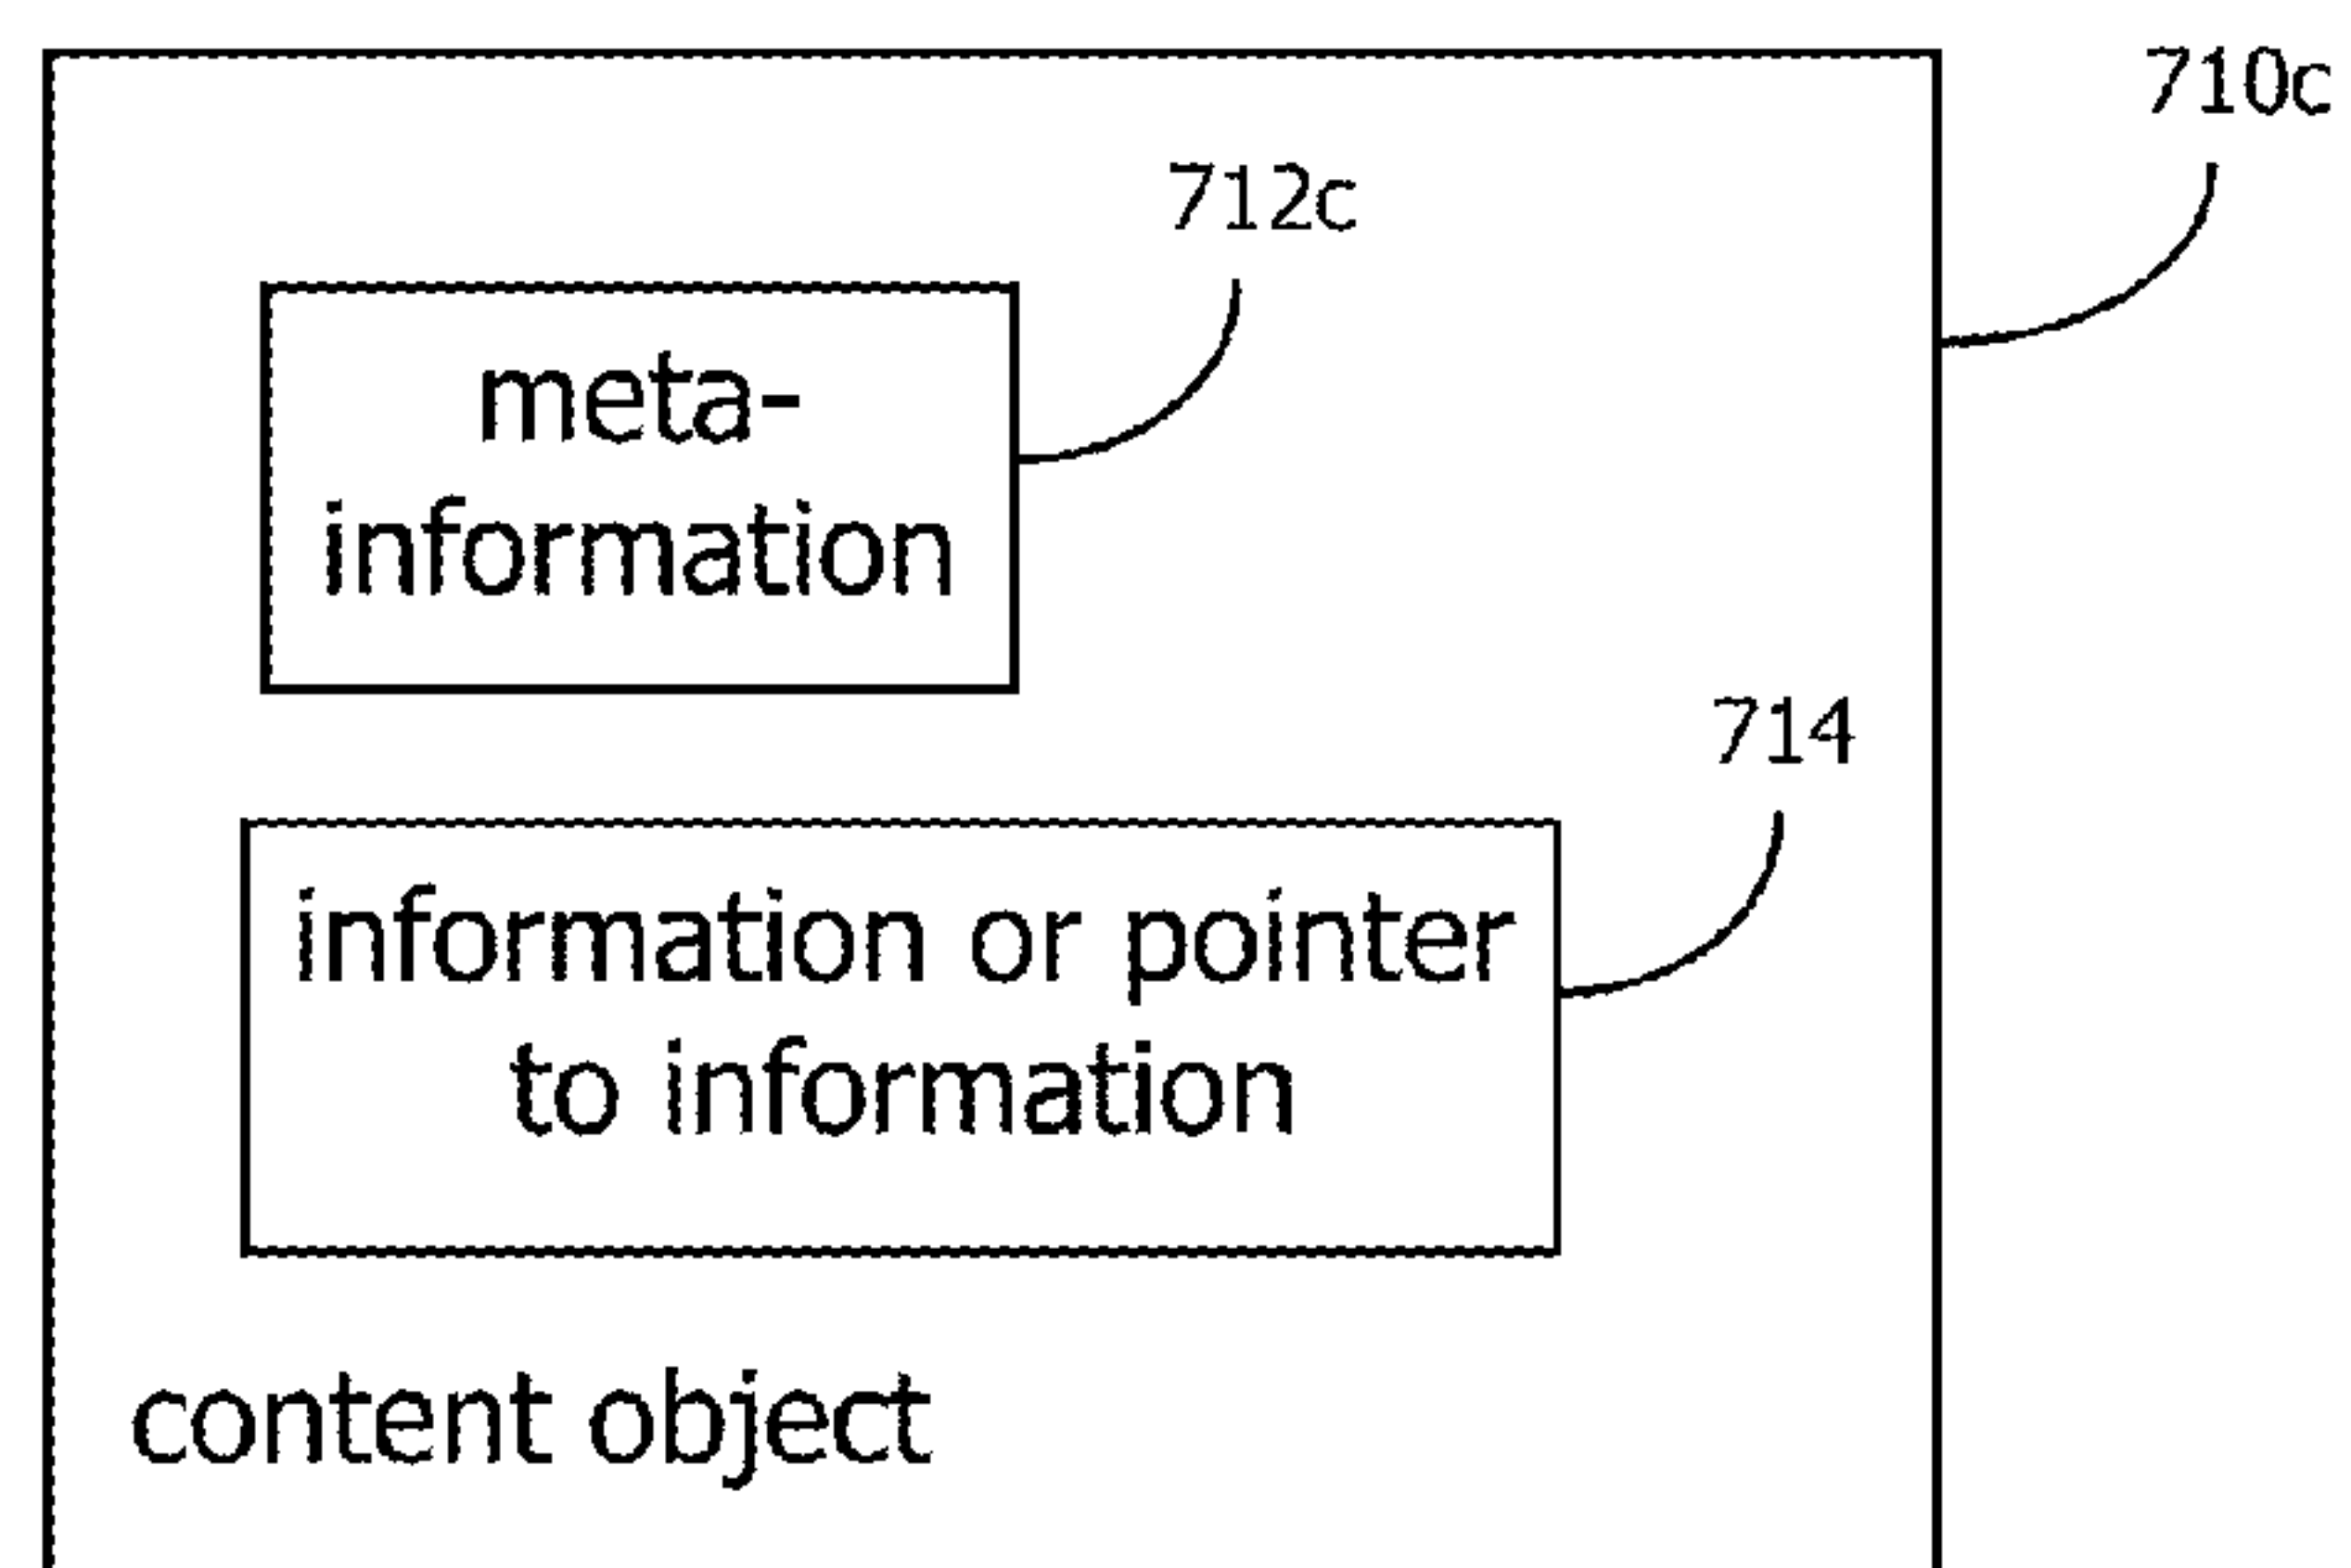 710c
712c
meta-
information
714
information or pointer
to information
content object